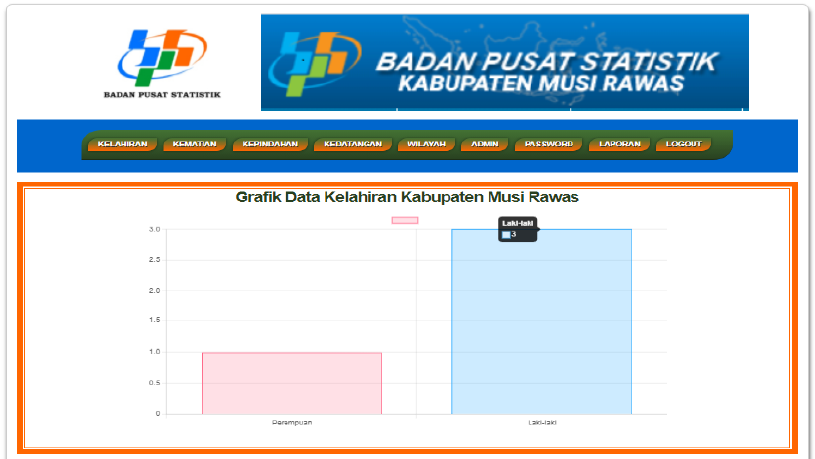 BADAN PUSAT STATISTIK
BADAN PUSAT STATISTIK
KABUPATEN MUSI RAWAS
KELAHIRAN KEMATIAN KEPINDAHAN KEDATANGAN WILAYAH ADMIN PASSWORD LAPORAN LOGOUT
Grafik Data Kelahiran Kabupaten Musi Rawas
Laki-laki
3
3.0
2.5
2.0
1.5
1.0
0.5
0
Perempuan Laki-laki